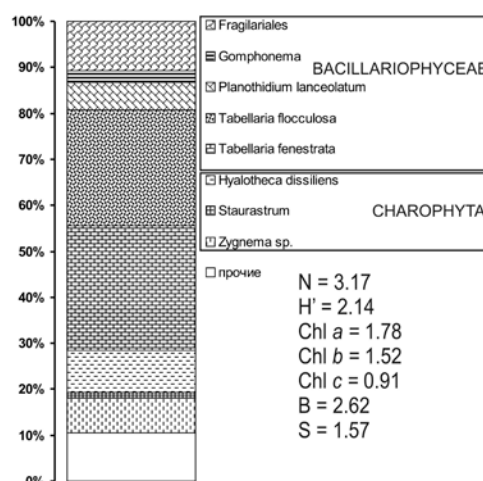 100%
90%
80%
70%
60%
50%
40%
30%
20%
10%
0%
Fragilariales
Gomphonema
BACILLARIOPHYCEAE
Planothidium lanceolatum
Tabellaria flocculosa
Tabellaria fenestrata
Hyalotheca dissiliens
Staurastrum
CHAROPHYTA
Zygnema sp.
прочие
N = 3.17
H' = 2.14
Chl a = 1.78
Chl b = 1.52
Chl c = 0.91
B = 2.62
S = 1.57